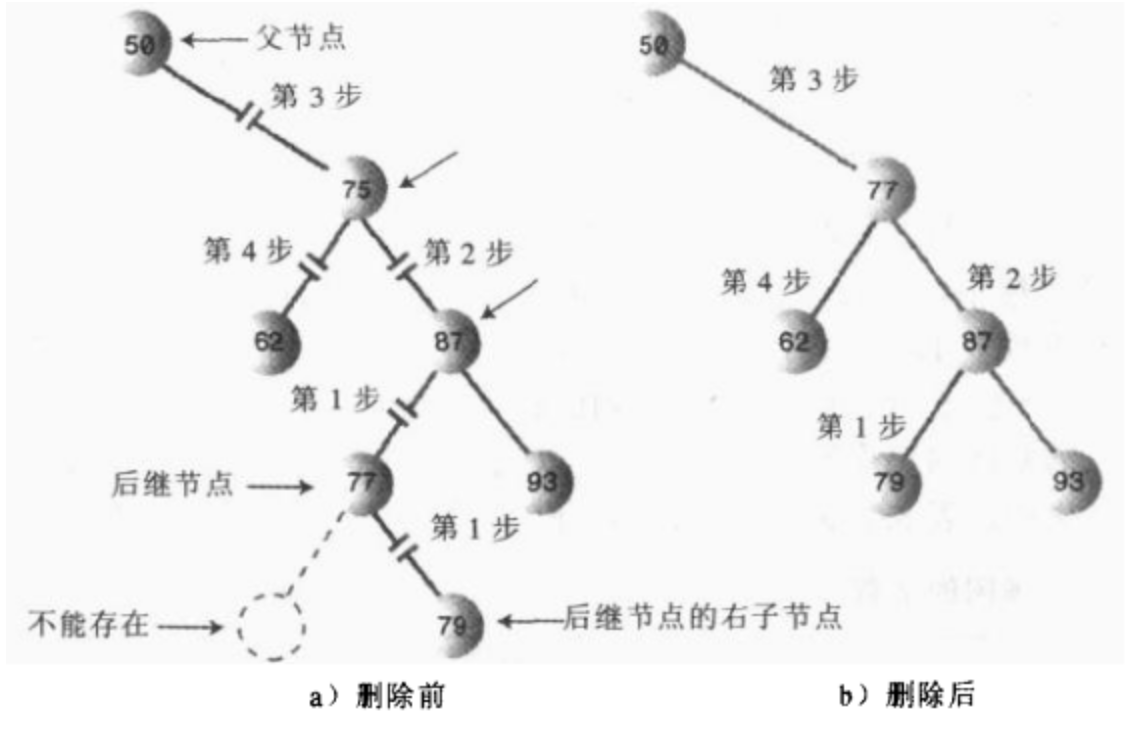 50
父节点
第 3 步
75
第 4 步
第 2 步
62
87
第 1 步
后继节点
77
93
第 1 步
不能存在
79
后继节点的右子节点
a）删除前
50
第 3 步
77
第 4 步
第 2 步
62
87
第 1 步
79
93
b）删除后